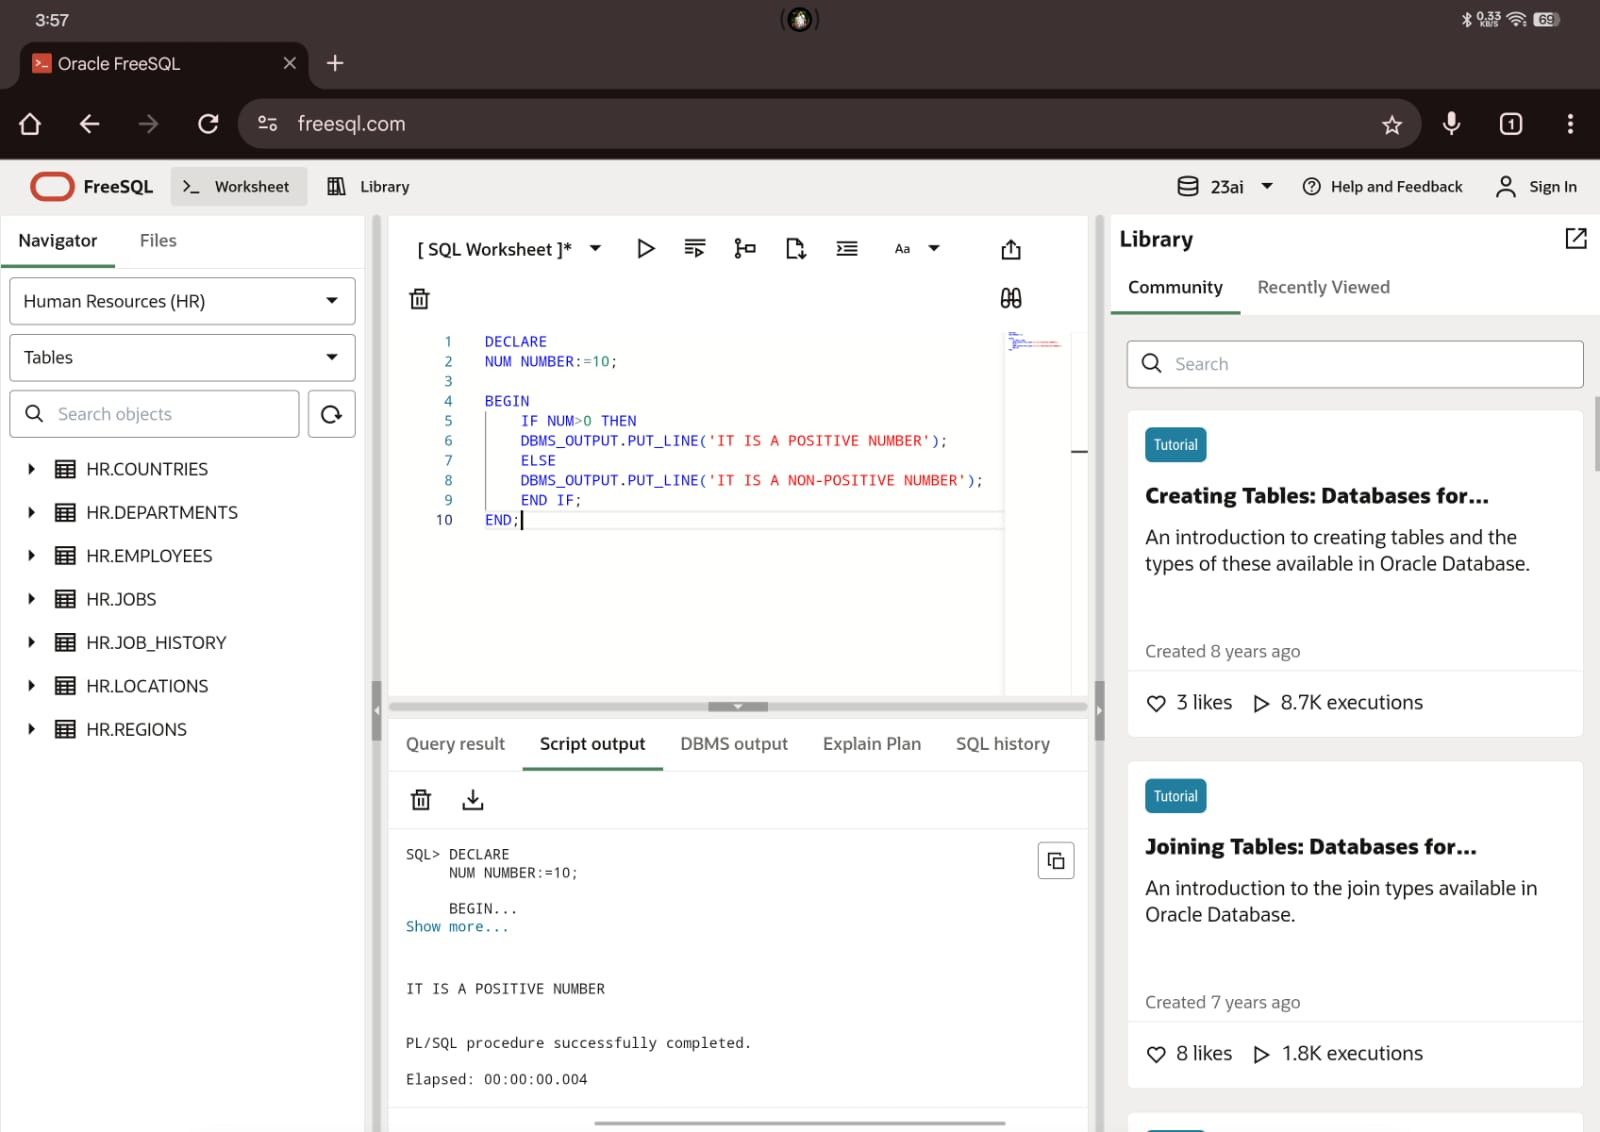 3:57
0.33 KB/S
69
Oracle FreeSQL
freesql.com
1
FreeSQL
Worksheet
Library
23ai
Help and Feedback
Sign In
Navigator
Files
Human Resources (HR)
Tables
Search objects
HR.COUNTRIES
HR.DEPARTMENTS
HR.EMPLOYEES
HR.JOBS
HR.JOB_HISTORY
HR.LOCATIONS
HR.REGIONS
[ SQL Worksheet ]*
Aa
1 DECLARE
2 NUM NUMBER:=10;
3
4 BEGIN
5 IF NUM>0 THEN
6 DBMS_OUTPUT.PUT_LINE('IT IS A POSITIVE NUMBER');
7 ELSE
8 DBMS_OUTPUT.PUT_LINE('IT IS A NON-POSITIVE NUMBER');
9 END IF;
10 END;
Query result
Script output
DBMS output
Explain Plan
SQL history
SQL> DECLARE
NUM NUMBER:=10;
BEGIN...
Show more...
IT IS A POSITIVE NUMBER
PL/SQL procedure successfully completed.
Elapsed: 00:00:00.004
Library
Community
Recently Viewed
Search
Tutorial
Creating Tables: Databases for...
An introduction to creating tables and the
types of these available in Oracle Database.
Created 8 years ago
3 likes
8.7K executions
Tutorial
Joining Tables: Databases for...
An introduction to the join types available in
Oracle Database.
Created 7 years ago
8 likes
1.8K executions